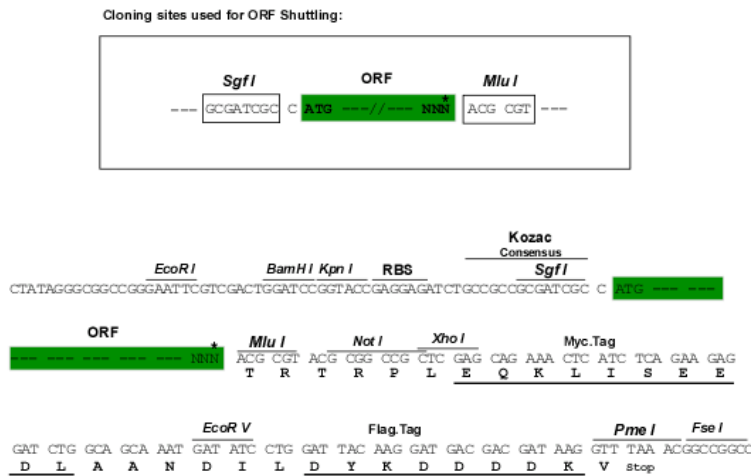 Cloning sites used for ORF Shuttling:
Sgf I ORF Mlu I
--- GCGATCGC C ATG ---//--- NNN* ACG CGT ---
Kozac
Consensus
EcoR I BamH I Kpn I RBS Sgf I
CTATAGGGCGGCCGGGAATTCGTCGACTGGATCCGGTACCGAGGAGATCTGCCGCCGCGATCGC C ATG --- ---
ORF Mlu I Not I Xho I Myc.Tag
--- --- --- --- --- --- NNN* ACG CGT ACG CGG CCG CTC GAG CAG AAA CTC ATC TCA GAA GAG
T R T R P L E Q K L I S E E
EcoR V Flag.Tag Pme I Fse I
GAT CTG GCA GCA AAT GAT ATC CTG GAT TAC AAG GAT GAC GAC GAT AAG GTT TAA ACGGCCGGCC
D L A A N D I L D Y K D D D D K V Stop